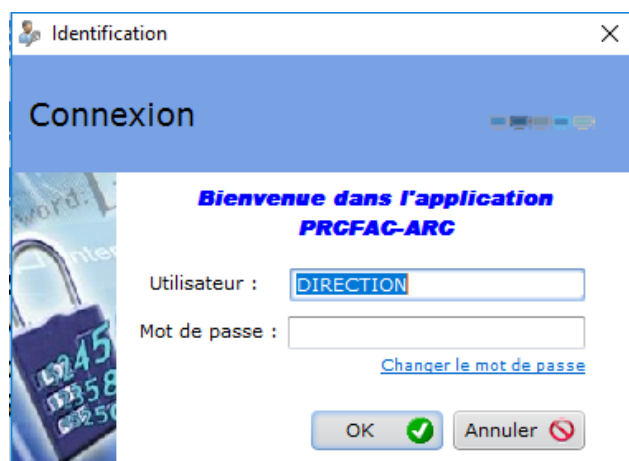 Identification
Connexion
Bienvenue dans l'application
PRCFAC-ARC
Utilisateur :
DIRECTION
Mot de passe :
Changer le mot de passe
OK
Annuler